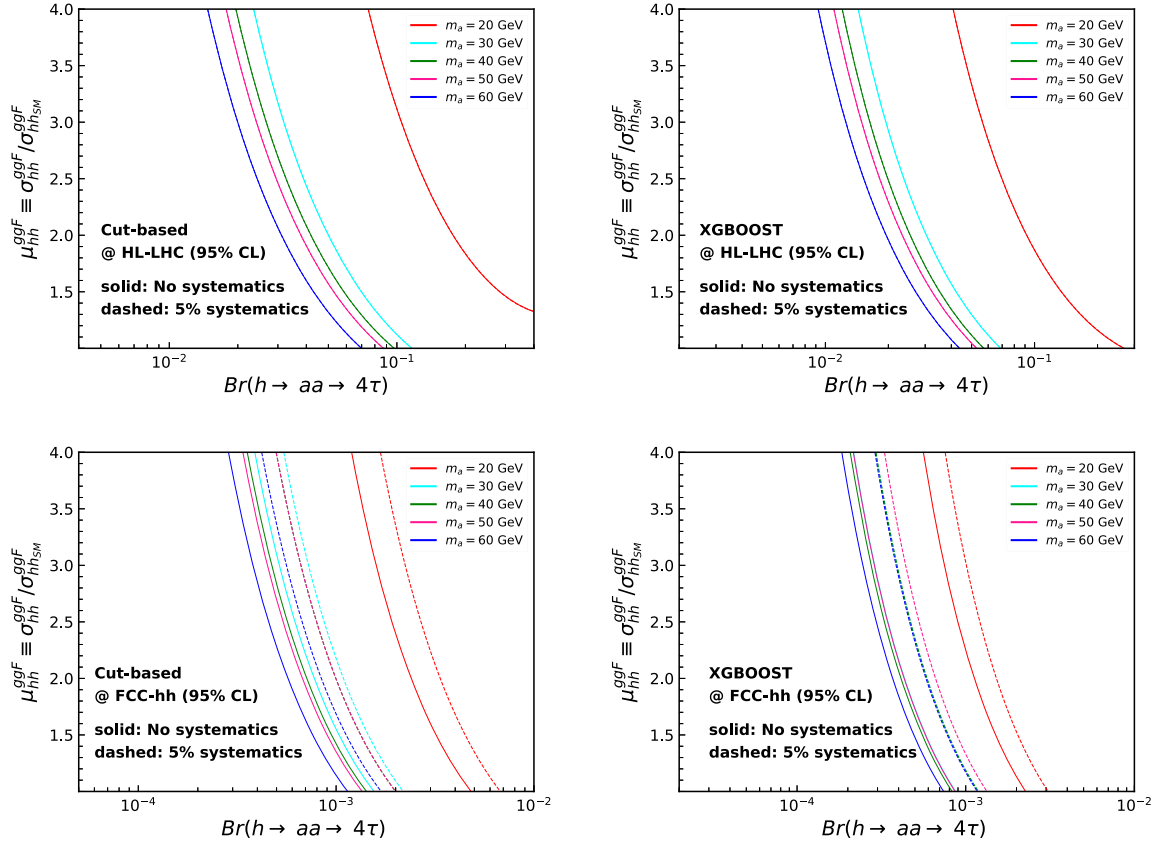 4.0
3.5
3.0
2.5
2.0
1.5
μ_hh^ggF ≡ σ_hh^ggF/σ_hh_SM^ggF
m_a = 20 GeV
m_a = 30 GeV
m_a = 40 GeV
m_a = 50 GeV
m_a = 60 GeV
Cut-based
@ HL-LHC (95% CL)
solid: No systematics
dashed: 5% systematics
10^−2 10^−1
Br(h → aa → 4τ)
4.0
3.5
3.0
2.5
2.0
1.5
μ_hh^ggF ≡ σ_hh^ggF/σ_hh_SM^ggF
m_a = 20 GeV
m_a = 30 GeV
m_a = 40 GeV
m_a = 50 GeV
m_a = 60 GeV
XGBOOST
@ HL-LHC (95% CL)
solid: No systematics
dashed: 5% systematics
10^−2 10^−1
Br(h → aa → 4τ)
4.0
3.5
3.0
2.5
2.0
1.5
μ_hh^ggF ≡ σ_hh^ggF/σ_hh_SM^ggF
m_a = 20 GeV
m_a = 30 GeV
m_a = 40 GeV
m_a = 50 GeV
m_a = 60 GeV
Cut-based
@ FCC-hh (95% CL)
solid: No systematics
dashed: 5% systematics
10^−4 10^−3 10^−2
Br(h → aa → 4τ)
4.0
3.5
3.0
2.5
2.0
1.5
μ_hh^ggF ≡ σ_hh^ggF/σ_hh_SM^ggF
m_a = 20 GeV
m_a = 30 GeV
m_a = 40 GeV
m_a = 50 GeV
m_a = 60 GeV
XGBOOST
@ FCC-hh (95% CL)
solid: No systematics
dashed: 5% systematics
10^−4 10^−3 10^−2
Br(h → aa → 4τ)